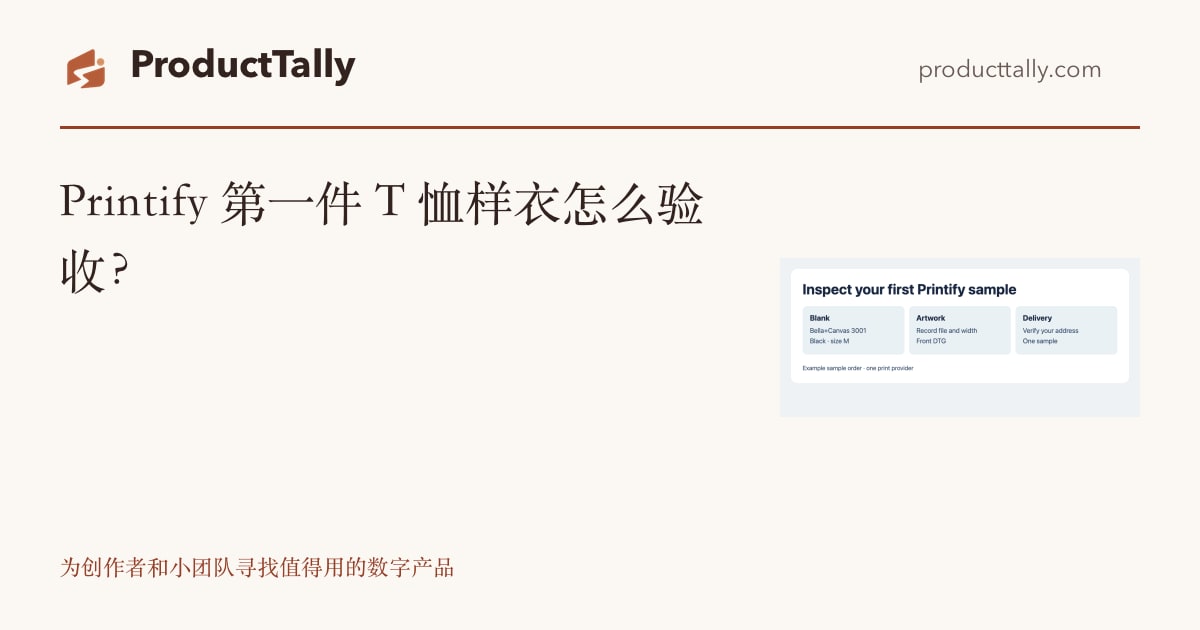 ProductTally
producttally.com
Printify 第一件 T 恤样衣怎么验
收?
Inspect your first Printify sample
Blank
Bella+Canvas 3001
Black · size M
Artwork
Record file and width
Front DTG
Delivery
Verify your address
One sample
Example sample order · one print provider
为创作者和小团队寻找值得用的数字产品